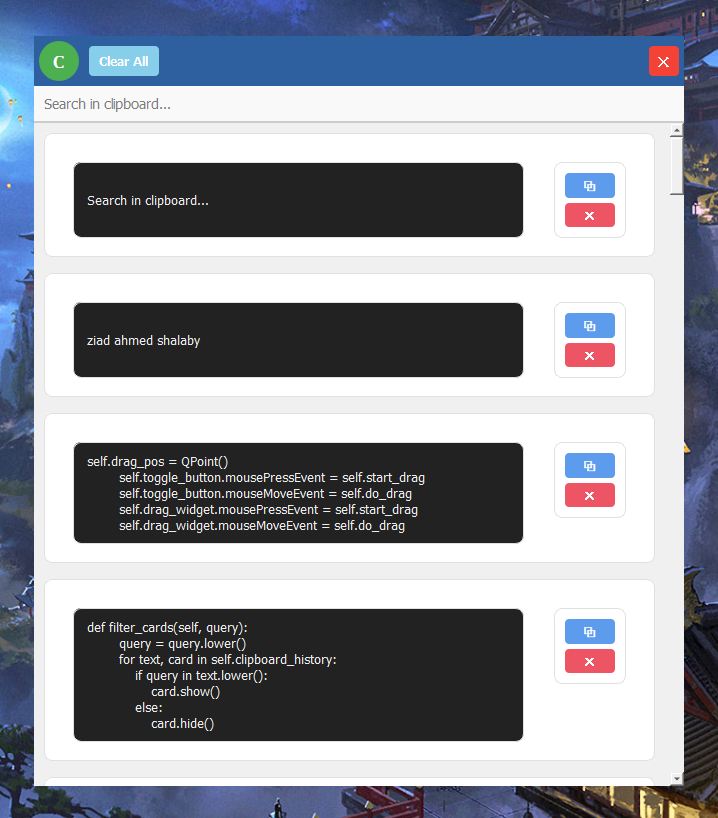 C
Clear All
Search in clipboard...
Search in clipboard...
ziad ahmed shalaby
self.drag_pos = QPoint()
self.toggle_button.mousePressEvent = self.start_drag
self.toggle_button.mouseMoveEvent = self.do_drag
self.drag_widget.mousePressEvent = self.start_drag
self.drag_widget.mouseMoveEvent = self.do_drag
def filter_cards(self, query):
query = query.lower()
for text, card in self.clipboard_history:
if query in text.lower():
card.show()
else:
card.hide()